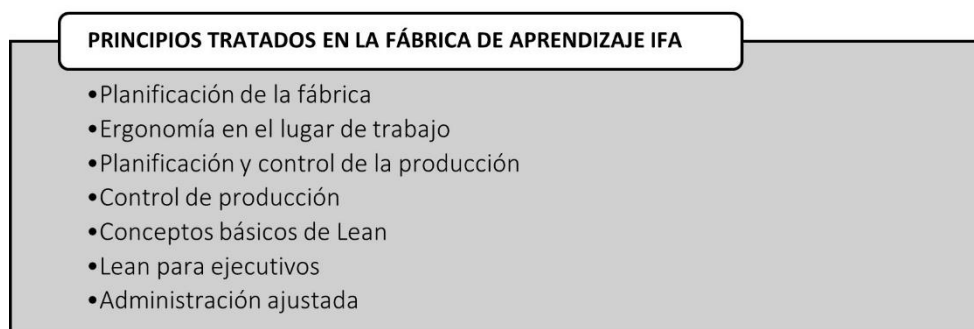 PRINCIPIOS TRATADOS EN LA FÁBRICA DE APRENDIZAJE IFA
•Planificación de la fábrica
•Ergonomía en el lugar de trabajo
•Planificación y control de la producción
•Control de producción
•Conceptos básicos de Lean
•Lean para ejecutivos
•Administración ajustada